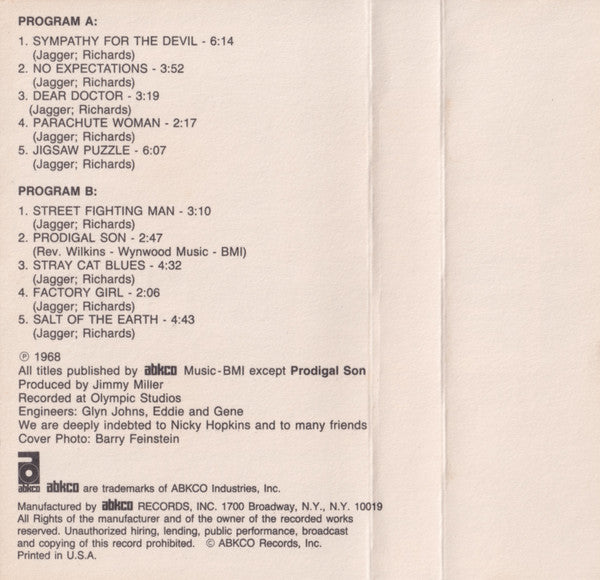 PROGRAM A:
1. SYMPATHY FOR THE DEVIL - 6:14
(Jagger; Richards)
2. NO EXPECTATIONS - 3:52
(Jagger; Richards)
3. DEAR DOCTOR - 3:19
(Jagger; Richards)
4. PARACHUTE WOMAN - 2:17
(Jagger; Richards)
5. JIGSAW PUZZLE - 6:07
(Jagger; Richards)
PROGRAM B:
1. STREET FIGHTING MAN - 3:10
(Jagger; Richards)
2. PRODIGAL SON - 2:47
(Rev. Wilkins - Wynwood Music - BMI)
3. STRAY CAT BLUES - 4:32
(Jagger; Richards)
4. FACTORY GIRL - 2:06
(Jagger; Richards)
5. SALT OF THE EARTH - 4:43
(Jagger; Richards)
℗ 1968
All titles published by abkco Music-BMI except Prodigal Son
Produced by Jimmy Miller
Recorded at Olympic Studios
Engineers: Glyn Johns, Eddie and Gene
We are deeply indebted to Nicky Hopkins and to many friends
Cover Photo: Barry Feinstein
abkco abkco are trademarks of ABKCO Industries, Inc.
Manufactured by abkco RECORDS, INC. 1700 Broadway, N.Y., N.Y. 10019
All Rights of the manufacturer and of the owner of the recorded works
reserved. Unauthorized hiring, lending, public performance, broadcast
and copying of this record prohibited. © ABKCO Records, Inc.
Printed in U.S.A.